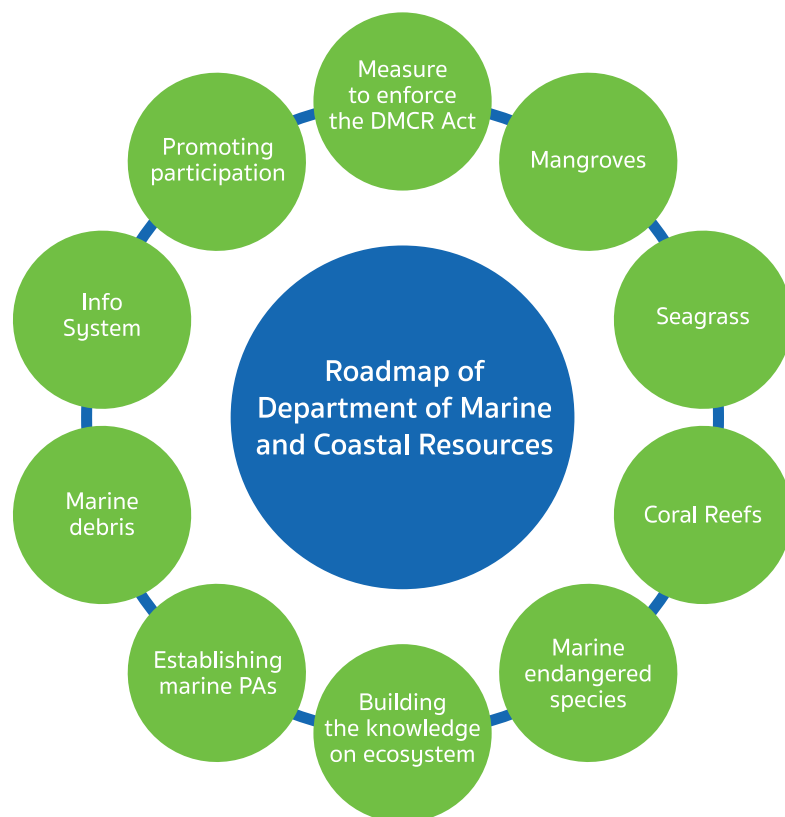 Roadmap of
Department of Marine
and Coastal Resources
Measure
to enforce
the DMCR Act
Mangroves
Seagrass
Coral Reefs
Marine
endangered
species
Building
the knowledge
on ecosystem
Establishing
marine PAs
Marine
debris
Info
System
Promoting
participation